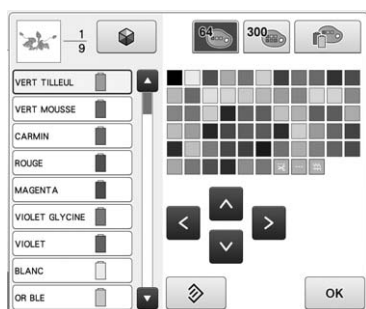 1
9
64
300
VERT TILLEUL
VERT MOUSSE
CARMIN
ROUGE
MAGENTA
VIOLET GLYCINE
VIOLET
BLANC
OR BLE
OK